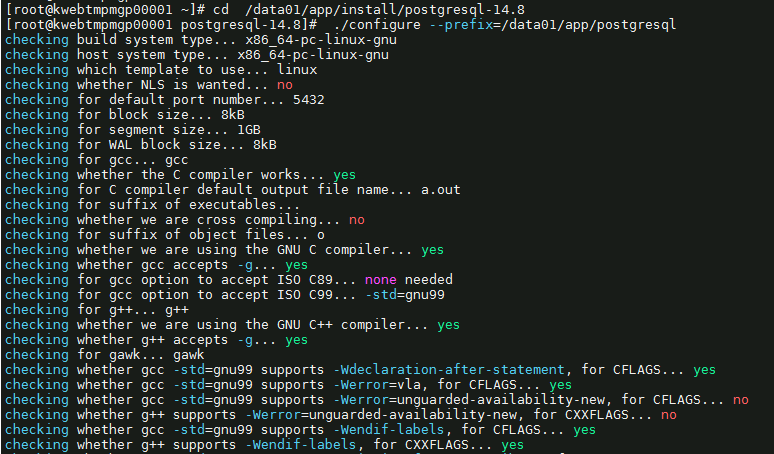 [root@kwebtmpmgp00001 ~]# cd  /data01/app/install/postgresql-14.8
[root@kwebtmpmgp00001 postgresql-14.8]#  ./configure --prefix=/data01/app/postgresql
checking build system type... x86_64-pc-linux-gnu
checking host system type... x86_64-pc-linux-gnu
checking which template to use... linux
checking whether NLS is wanted... no
checking for default port number... 5432
checking for block size... 8kB
checking for segment size... 1GB
checking for WAL block size... 8kB
checking for gcc... gcc
checking whether the C compiler works... yes
checking for C compiler default output file name... a.out
checking for suffix of executables...
checking whether we are cross compiling... no
checking for suffix of object files... o
checking whether we are using the GNU C compiler... yes
checking whether gcc accepts -g... yes
checking for gcc option to accept ISO C89... none needed
checking for gcc option to accept ISO C99... -std=gnu99
checking for g++... g++
checking whether we are using the GNU C++ compiler... yes
checking whether g++ accepts -g... yes
checking for gawk... gawk
checking whether gcc -std=gnu99 supports -Wdeclaration-after-statement, for CFLAGS... yes
checking whether gcc -std=gnu99 supports -Werror=vla, for CFLAGS... yes
checking whether gcc -std=gnu99 supports -Werror=unguarded-availability-new, for CFLAGS... no
checking whether g++ supports -Werror=unguarded-availability-new, for CXXFLAGS... no
checking whether gcc -std=gnu99 supports -Wendif-labels, for CFLAGS... yes
checking whether g++ supports -Wendif-labels, for CXXFLAGS... yes